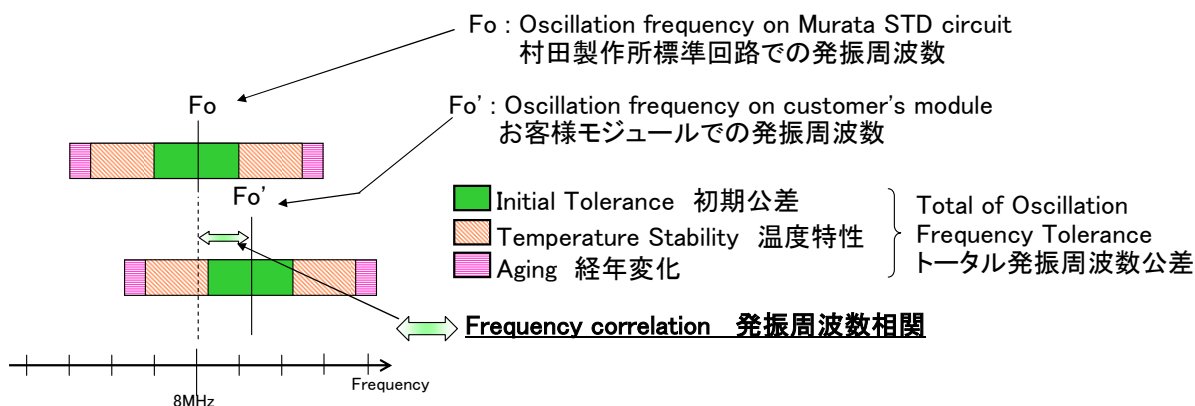 Fo : Oscillation frequency on Murata STD circuit
村田製作所標準回路での発振周波数
Fo
Fo' : Oscillation frequency on customer's module
お客様モジュールでの発振周波数
Fo'
Initial Tolerance 初期公差
Temperature Stability 温度特性
Aging 経年変化
Total of Oscillation
Frequency Tolerance
トータル発振周波数公差
Frequency correlation 発振周波数相関
Frequency
8MHz